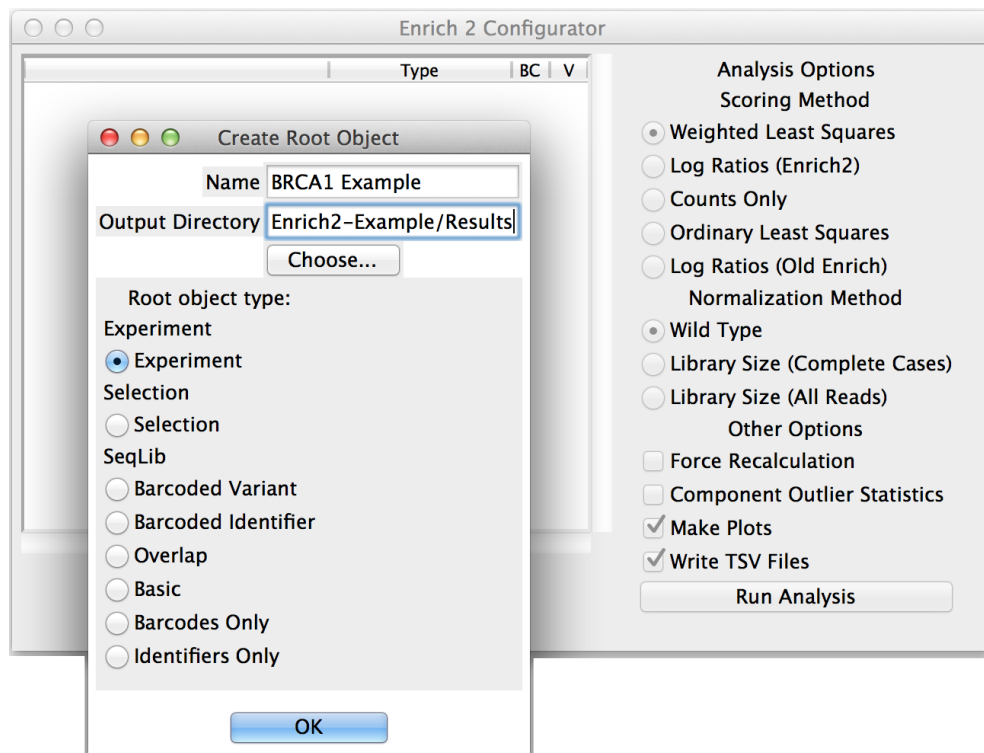 Enrich 2 Configurator
Type BC V
Create Root Object
Name BRCA1 Example
Output Directory Enrich2-Example/Results
Choose...
Root object type:
Experiment
Experiment
Selection
Selection
SeqLib
Barcoded Variant
Barcoded Identifier
Overlap
Basic
Barcodes Only
Identifiers Only
OK
Analysis Options
Scoring Method
Weighted Least Squares
Log Ratios (Enrich2)
Counts Only
Ordinary Least Squares
Log Ratios (Old Enrich)
Normalization Method
Wild Type
Library Size (Complete Cases)
Library Size (All Reads)
Other Options
Force Recalculation
Component Outlier Statistics
Make Plots
Write TSV Files
Run Analysis